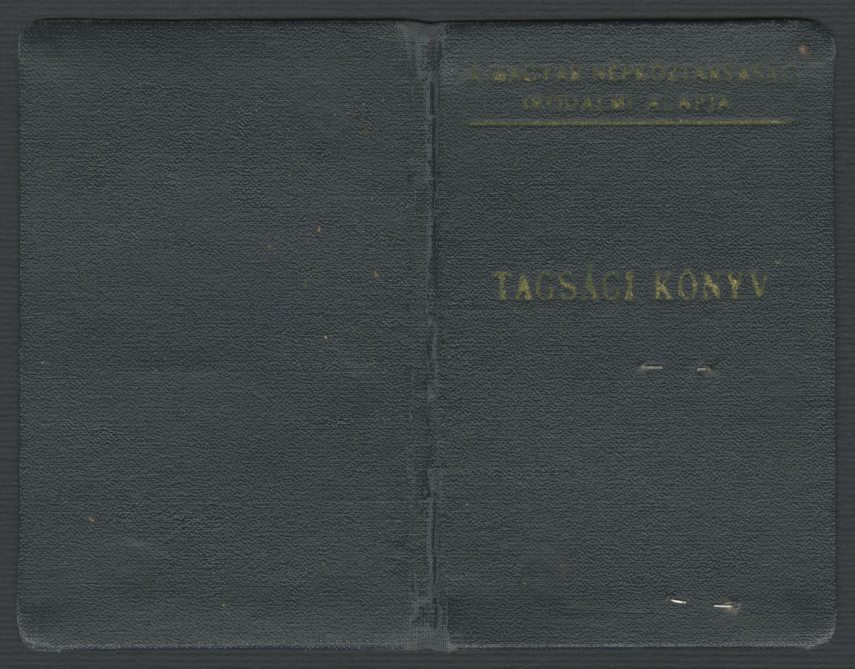 A MAGYAR NÉPKÖZTÁRSASÁG
IRODALMI ALAPJA
TAGSÁGI KÖNYV